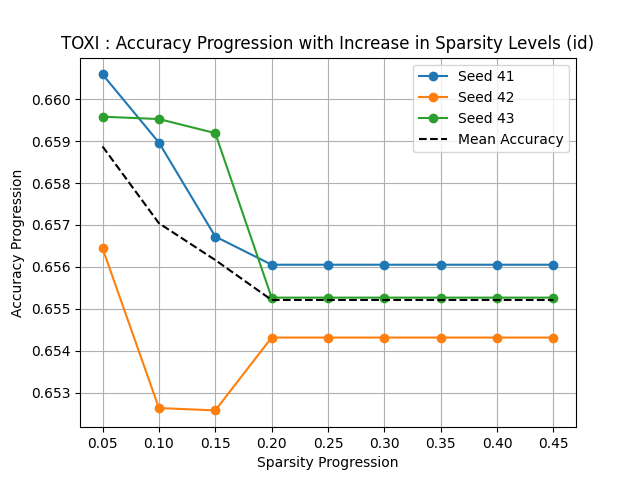 TOXI : Accuracy Progression with Increase in Sparsity Levels (id)
Seed 41
Seed 42
Seed 43
Mean Accuracy
Accuracy Progression
0.660
0.659
0.658
0.657
0.656
0.655
0.654
0.653
0.05 0.10 0.15 0.20 0.25 0.30 0.35 0.40 0.45
Sparsity Progression